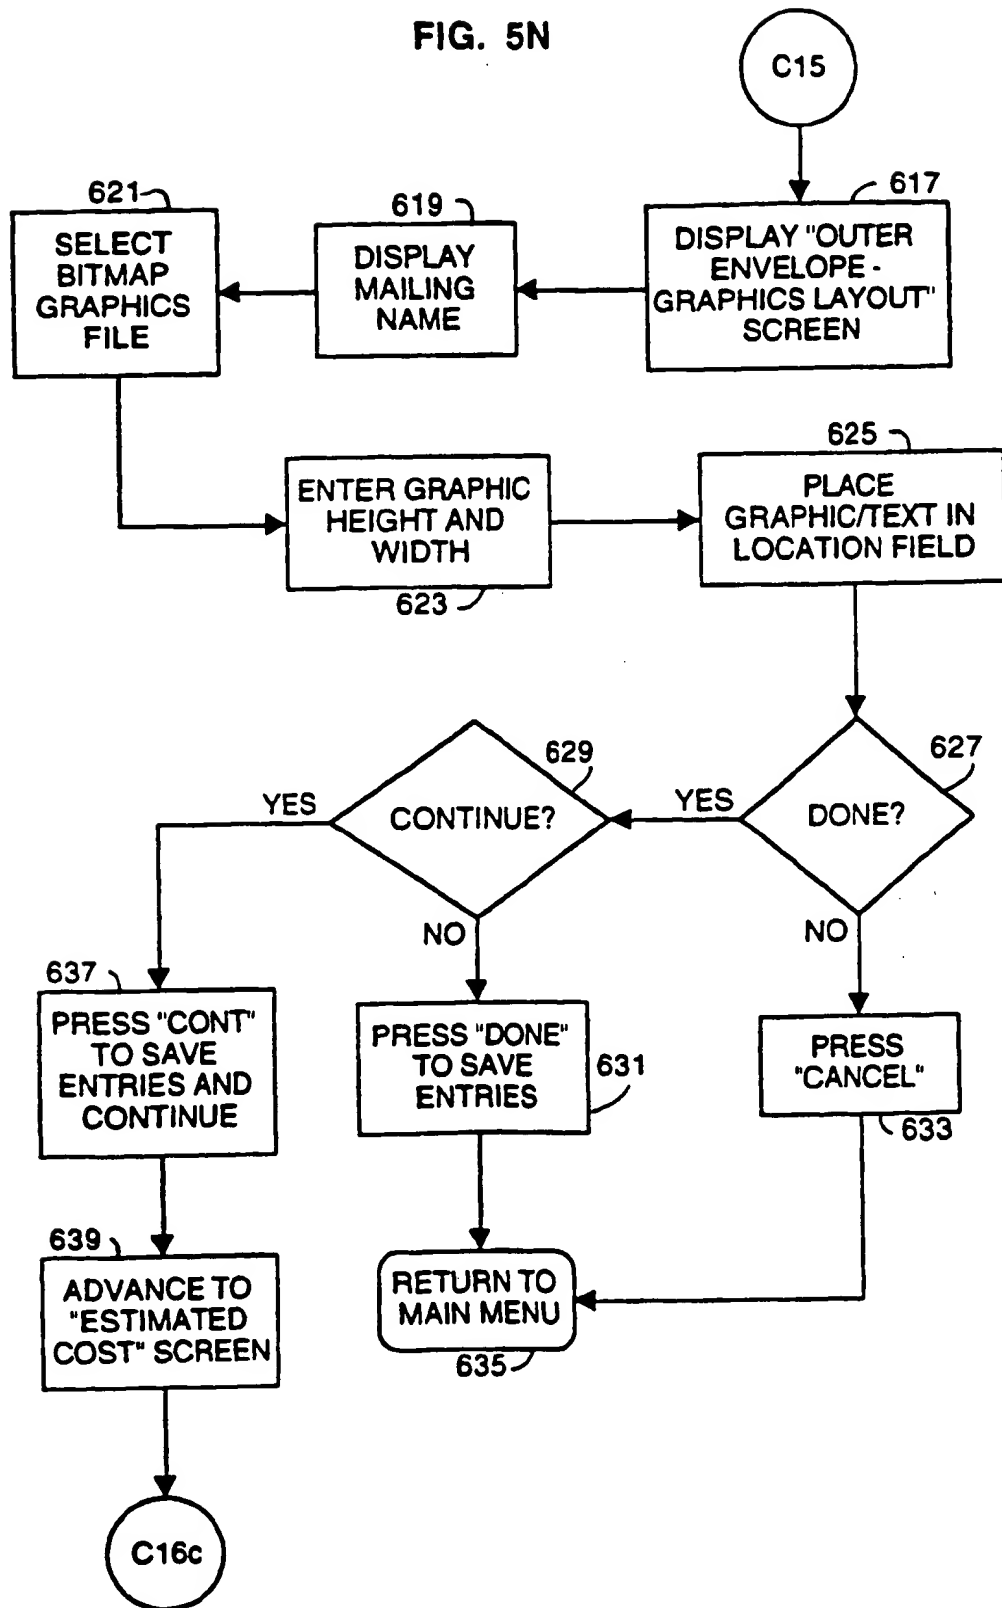 FIG. 5N
C15
617
DISPLAY "OUTER
ENVELOPE -
GRAPHICS LAYOUT"
SCREEN
619
DISPLAY
MAILING
NAME
621
SELECT
BITMAP
GRAPHICS
FILE
ENTER GRAPHIC
HEIGHT AND
WIDTH
623
625
PLACE
GRAPHIC/TEXT IN
LOCATION FIELD
627
DONE?
YES
NO
629
CONTINUE?
YES
NO
637
PRESS "CONT"
TO SAVE
ENTRIES AND
CONTINUE
PRESS "DONE"
TO SAVE
ENTRIES
631
PRESS
"CANCEL"
633
639
ADVANCE TO
"ESTIMATED
COST" SCREEN
RETURN TO
MAIN MENU
635
C16c